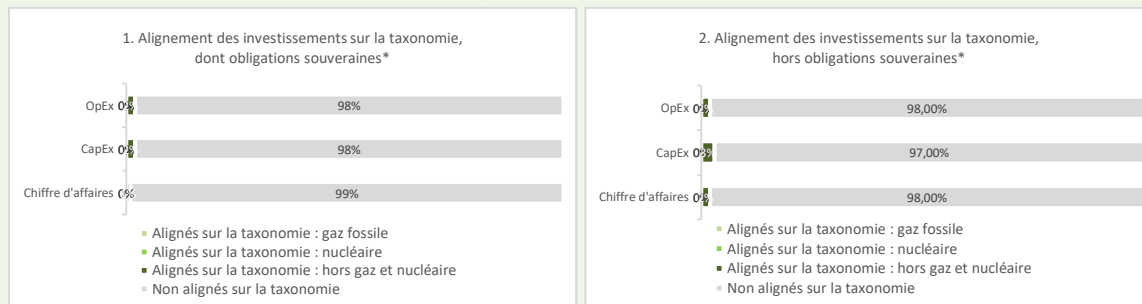 1. Alignement des investissements sur la taxonomie,
dont obligations souveraines*
OpEx 98%
CapEx 98%
Chiffre d'affaires 99%
Alignés sur la taxonomie : gaz fossile
Alignés sur la taxonomie : nucléaire
Alignés sur la taxonomie : hors gaz et nucléaire
Non alignés sur la taxonomie
2. Alignement des investissements sur la taxonomie,
hors obligations souveraines*
OpEx 98,00%
CapEx 97,00%
Chiffre d'affaires 98,00%
Alignés sur la taxonomie : gaz fossile
Alignés sur la taxonomie : nucléaire
Alignés sur la taxonomie : hors gaz et nucléaire
Non alignés sur la taxonomie